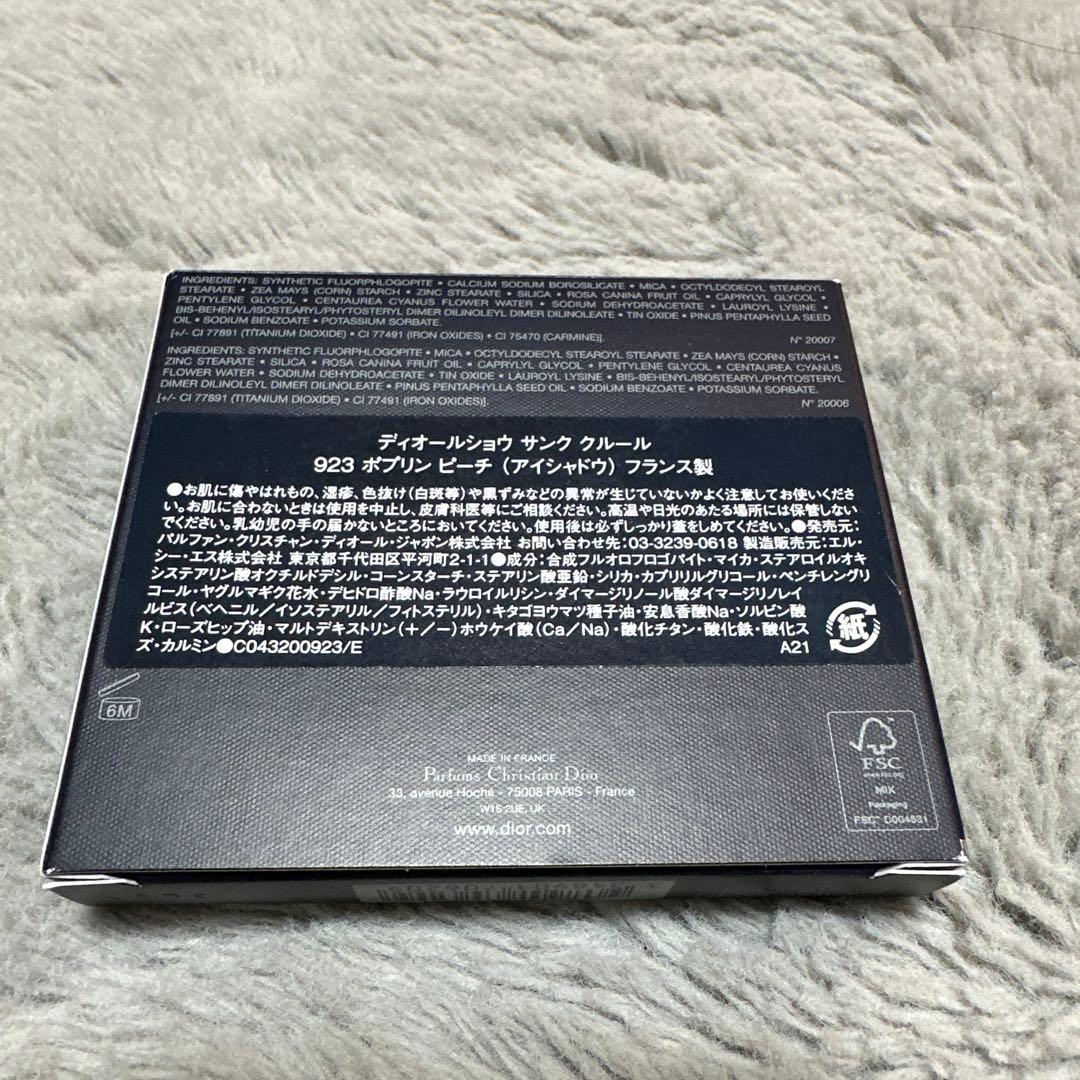 INGREDIENTS: SYNTHETIC FLUORPHLOGOPITE • CALCIUM SODIUM BOROSILICATE • MICA • OCTYLDODECYL STEAROYL
STEARATE • ZEA MAYS (CORN) STARCH • ZINC STEARATE • SILICA • ROSA CANINA FRUIT OIL • CAPRYLYL GLYCOL •
PENTYLENE GLYCOL • CENTAUREA CYANUS FLOWER WATER • SODIUM DEHYDROACETATE • LAUROYL LYSINE •
BIS-BEHENYL/ISOSTEARYL/PHYTOSTERYL DIMER DILINOLEYL DIMER DILINOLEATE • TIN OXIDE • PINUS PENTAPHYLLA SEED
OIL • SODIUM BENZOATE • POTASSIUM SORBATE.
[+/- CI 77891 (TITANIUM DIOXIDE) • CI 77491 (IRON OXIDES) • CI 75470 (CARMINE)]. N° 20007
INGREDIENTS: SYNTHETIC FLUORPHLOGOPITE • MICA • OCTYLDODECYL STEAROYL STEARATE • ZEA MAYS (CORN) STARCH •
ZINC STEARATE • SILICA • ROSA CANINA FRUIT OIL • CAPRYLYL GLYCOL • PENTYLENE GLYCOL • CENTAUREA CYANUS
FLOWER WATER • SODIUM DEHYDROACETATE • TIN OXIDE • LAUROYL LYSINE • BIS-BEHENYL/ISOSTEARYL/PHYTOSTERYL
DIMER DILINOLEYL DIMER DILINOLEATE • PINUS PENTAPHYLLA SEED OIL • SODIUM BENZOATE • POTASSIUM SORBATE.
[+/- CI 77891 (TITANIUM DIOXIDE) • CI 77491 (IRON OXIDES)]. N° 20006
ディオールショウ サンク クルール
923 ポプリン ピーチ（アイシャドウ）フランス製
●お肌に傷やはれもの、湿疹、色抜け(白斑等)や黒ずみなどの異常が生じていないかよく注意してお使いくださ
い。お肌に合わないときは使用を中止し、皮膚科医等にご相談ください。高温や日光のあたる場所には保管しない
でください。乳幼児の手の届かないところにおいてください。使用後は必ずしっかり蓋をしめてください。●発売元：
パルファン・クリスチャン・ディオール・ジャポン株式会社 お問い合わせ先：03-3239-0618 製造販売元：エル・
シー・エス株式会社 東京都千代田区平河町2-1-1●成分：合成フルオロフロゴパイト・マイカ・ステアロイルオキ
システアリン酸オクチルドデシル・コーンスターチ・ステアリン酸亜鉛・シリカ・カプリリルグリコール・ペンチレングリ
コール・ヤグルマギク花水・デヒドロ酢酸Na・ラウロイルリシン・ダイマージリノール酸ダイマージリノレイ
ルビス（ベヘニル／イソステアリル／フィトステリル）・キタゴヨウマツ種子油・安息香酸Na・ソルビン酸
K・ローズヒップ油・マルトデキストリン（＋／－）ホウケイ酸（Ca／Na）・酸化チタン・酸化鉄・酸化ス
ズ・カルミン●C043200923/E A21
紙
6M
MADE IN FRANCE
Parfums Christian Dior
33, avenue Hoché - 75008 PARIS - France
W1S 2UE, UK
www.dior.com
FSC
www.fsc.org
MIX
Packaging
FSC™ C004531